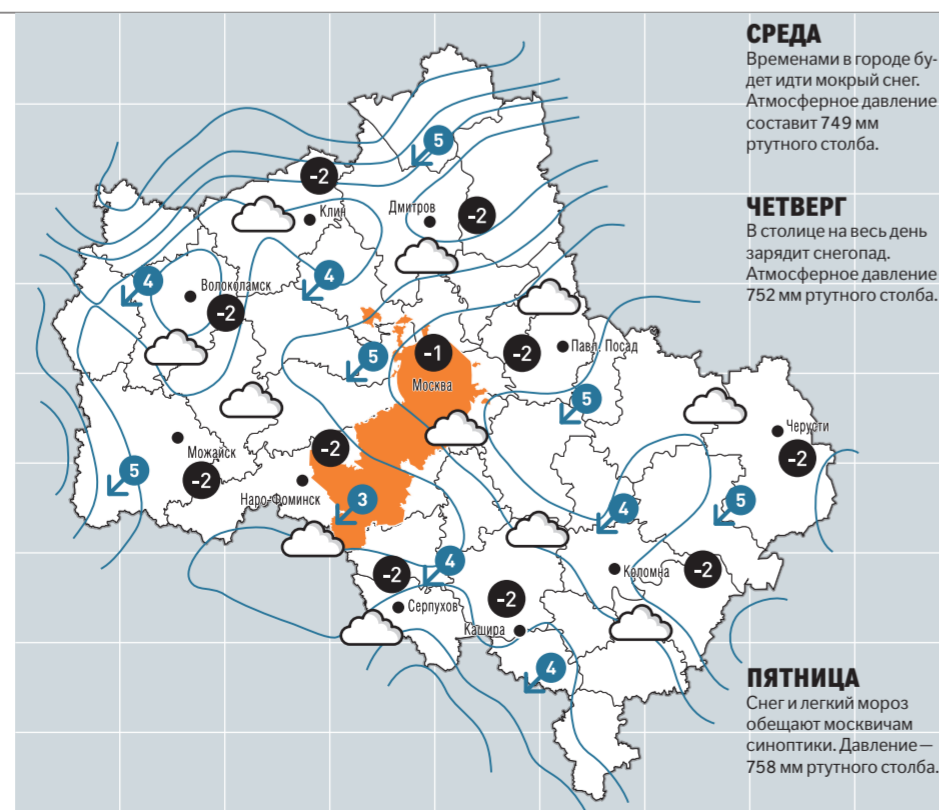 СРЕДА
Временами в городе бу-
дет идти мокрый снег.
Атмосферное давление
составит 749 мм
ртутного столба.
ЧЕТВЕРГ
В столице на весь день
зарядит снегопад.
Атмосферное давление
752 мм ртутного столба.
ПЯТНИЦА
Снег и легкий мороз
обещают москвичам
синоптики. Давление —
758 мм ртутного столба.
5
-2
Клин
Дмитров
-2
4
Волоколамск
4
-2
5
-1
Москва
-2
Павл. Посад
5
Черусти
-2
Можайск
-2
5
-2
Наро-Фоминск
3
4
5
-2
4
Серпухов
-2
Кашира
Коломна
-2
4